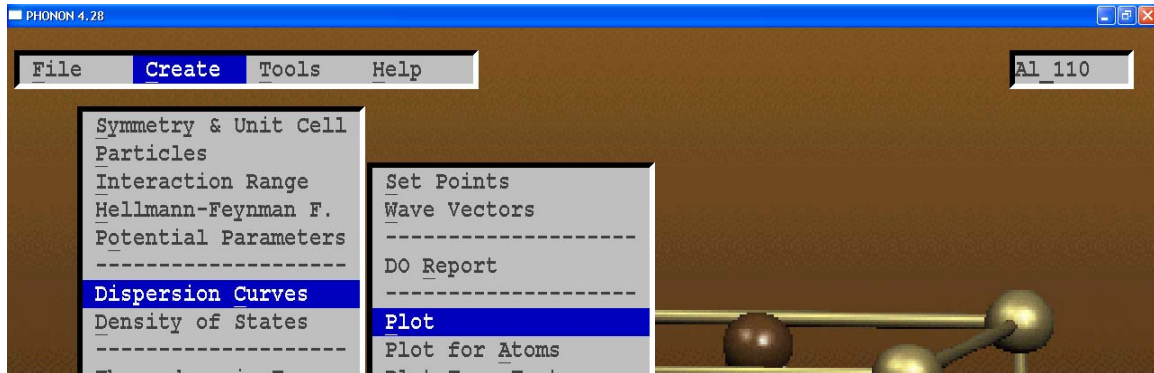 PHONON 4.28
File Create Tools Help
Al_110
Symmetry & Unit Cell
Particles
Interaction Range
Hellmann-Feynman F.
Potential Parameters
--------------------
Dispersion Curves
Density of States
--------------------
Set Points
Wave Vectors
--------------------
DO Report
--------------------
Plot
Plot for Atoms